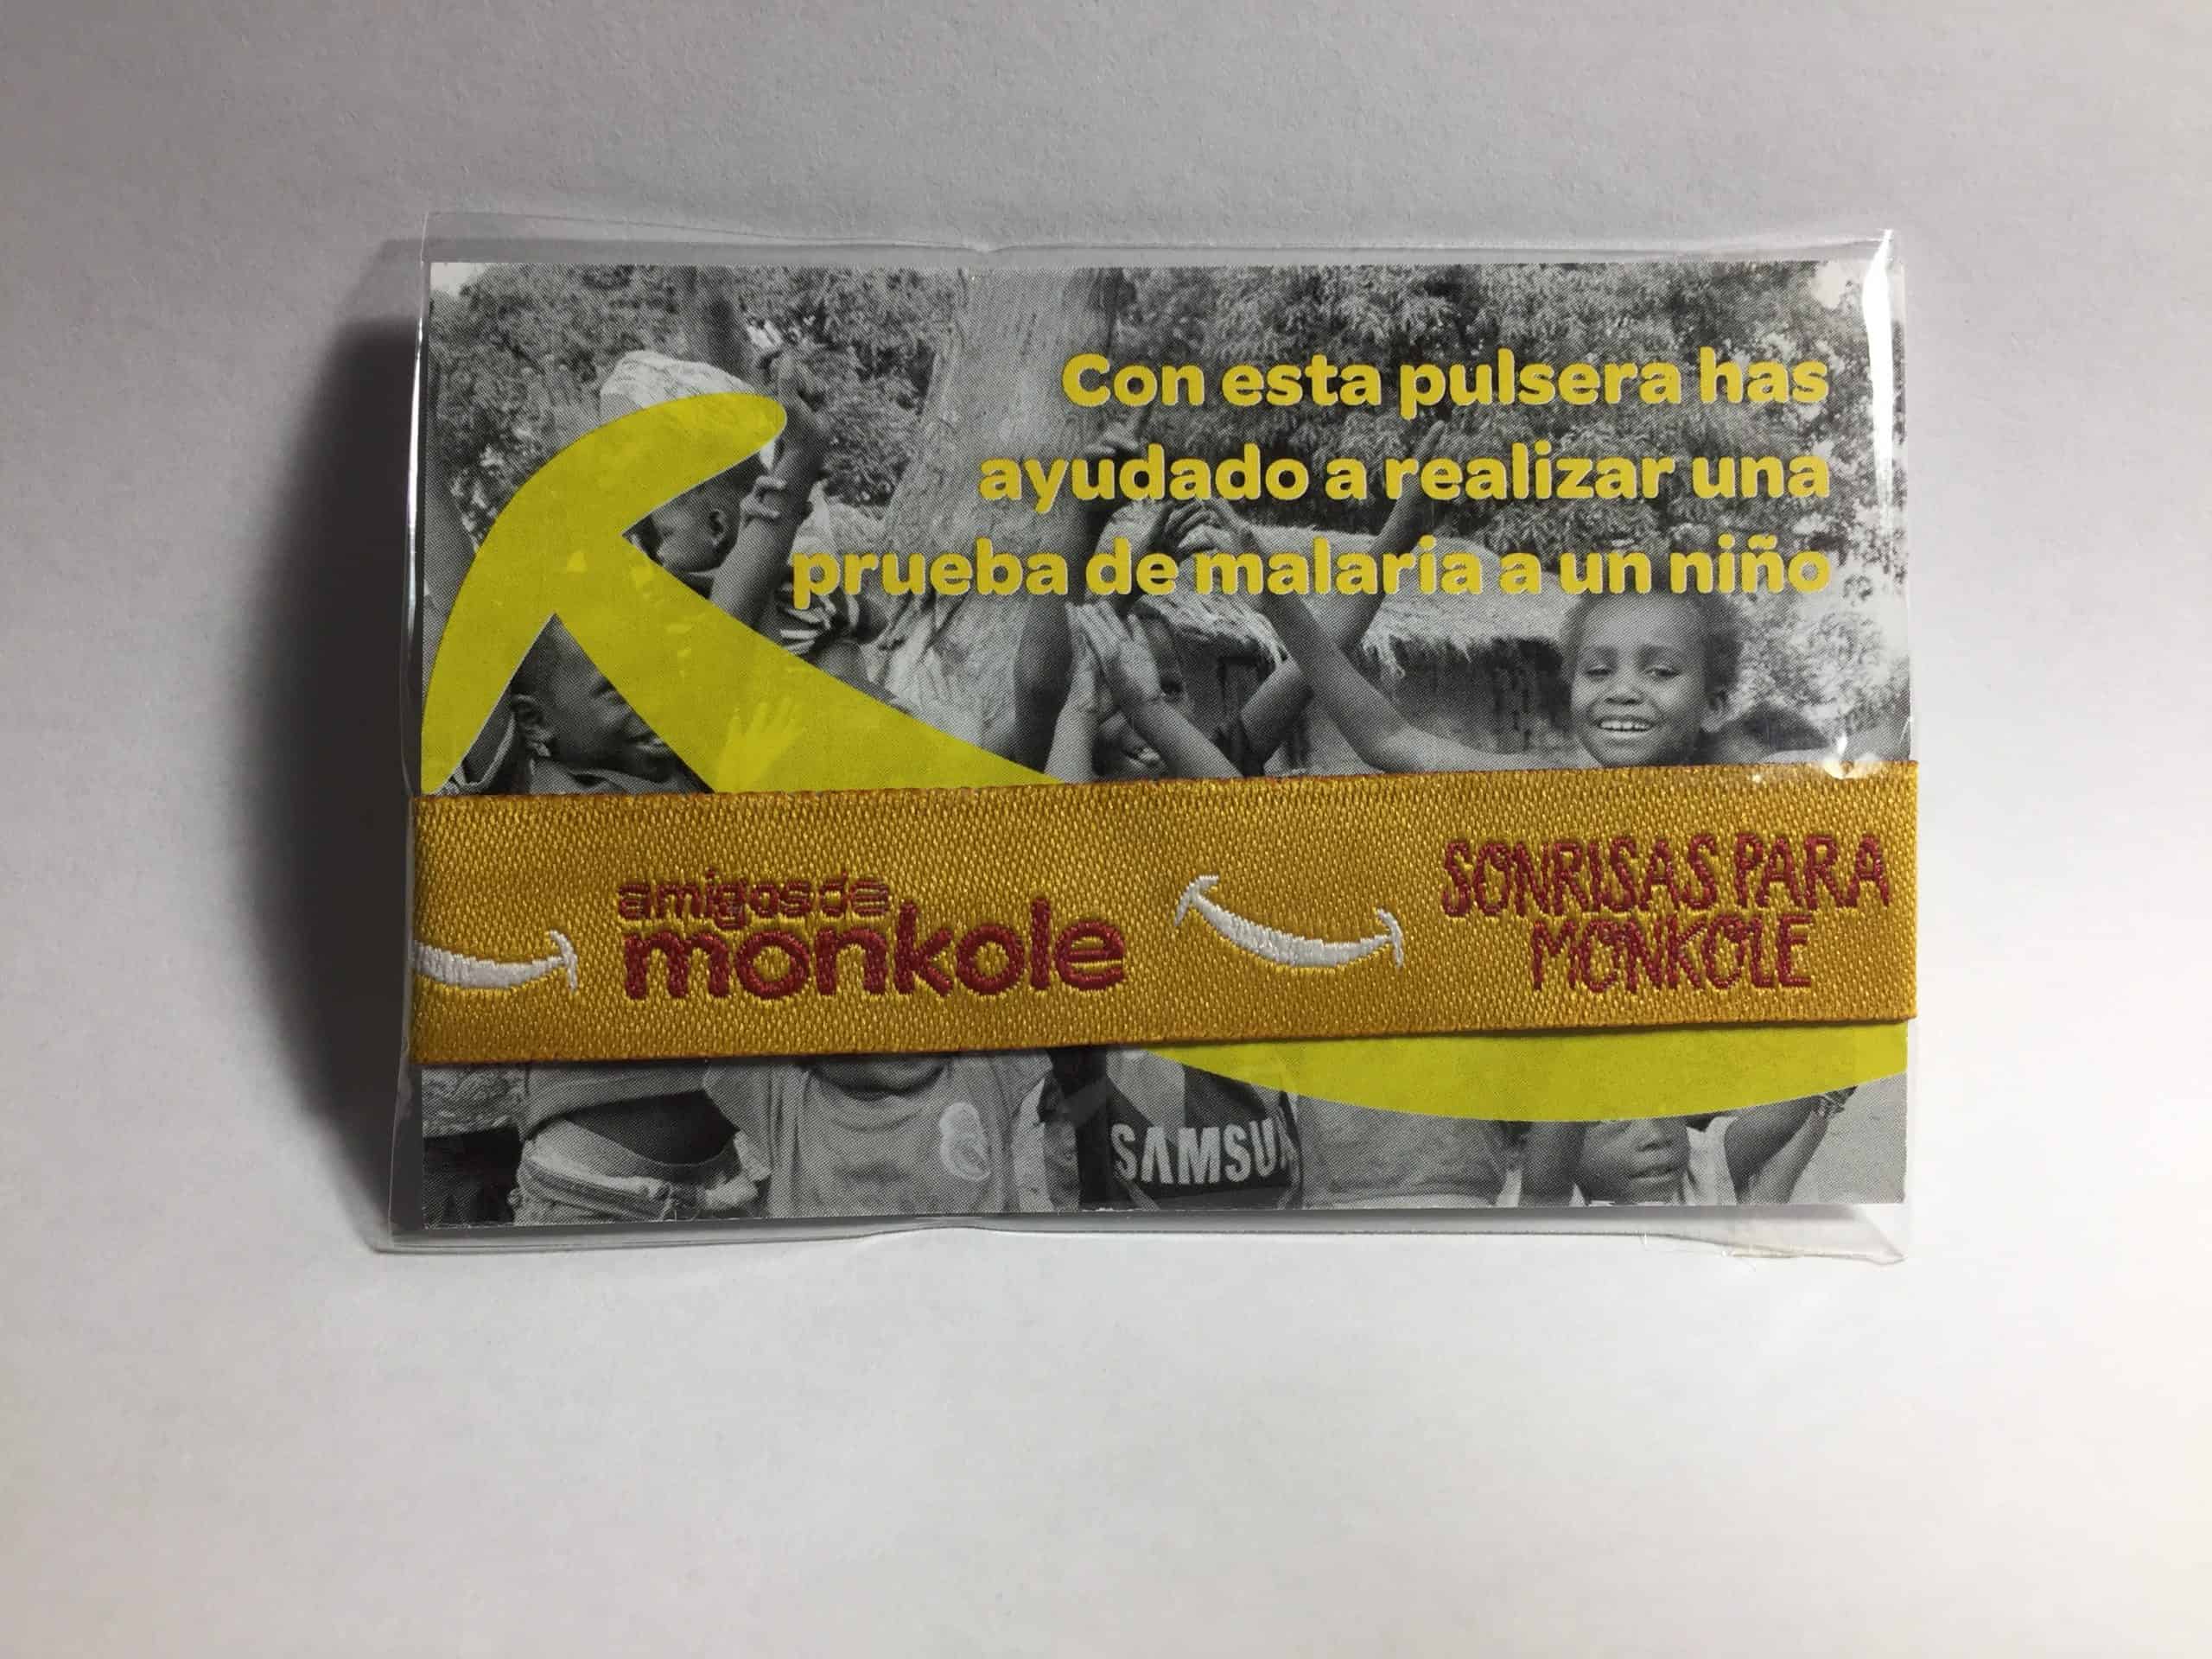 Con esta pulsera has
ayudado a realizar una
prueba de malaria a un niño
amigos de
monkole
SONRISAS PARA
MONKOLE
SAMSU